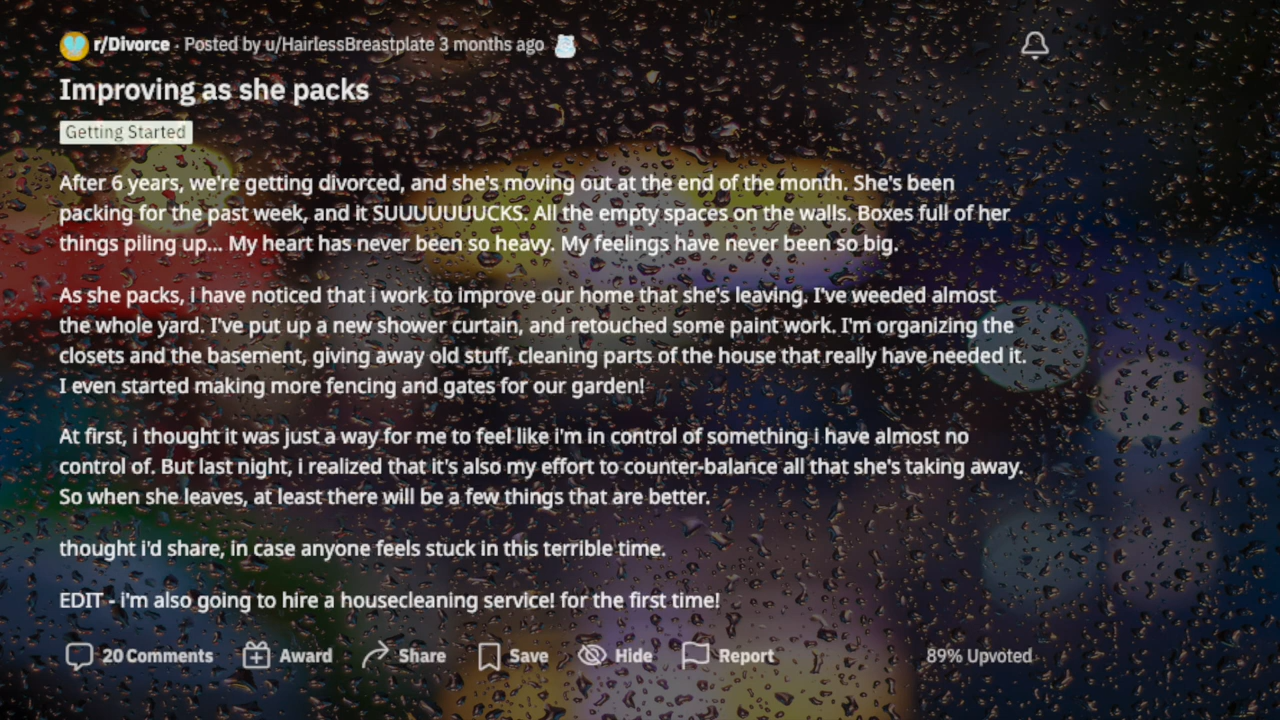 r/Divorce · Posted by u/HairlessBreastplate 3 months ago
Improving as she packs
Getting Started
After 6 years, we're getting divorced, and she's moving out at the end of the month. She's been
packing for the past week, and it SUUUUUUUCKS. All the empty spaces on the walls. Boxes full of her
things piling up... My heart has never been so heavy. My feelings have never been so big.
As she packs, i have noticed that i work to improve our home that she's leaving. I've weeded almost
the whole yard. I've put up a new shower curtain, and retouched some paint work. I'm organizing the
closets and the basement, giving away old stuff, cleaning parts of the house that really have needed it.
I even started making more fencing and gates for our garden!
At first, i thought it was just a way for me to feel like i'm in control of something i have almost no
control of. But last night, i realized that it's also my effort to counter-balance all that she's taking away.
So when she leaves, at least there will be a few things that are better.
thought i'd share, in case anyone feels stuck in this terrible time.
EDIT - i'm also going to hire a housecleaning service! for the first time!
20 Comments Award Share Save Hide Report 89% Upvoted